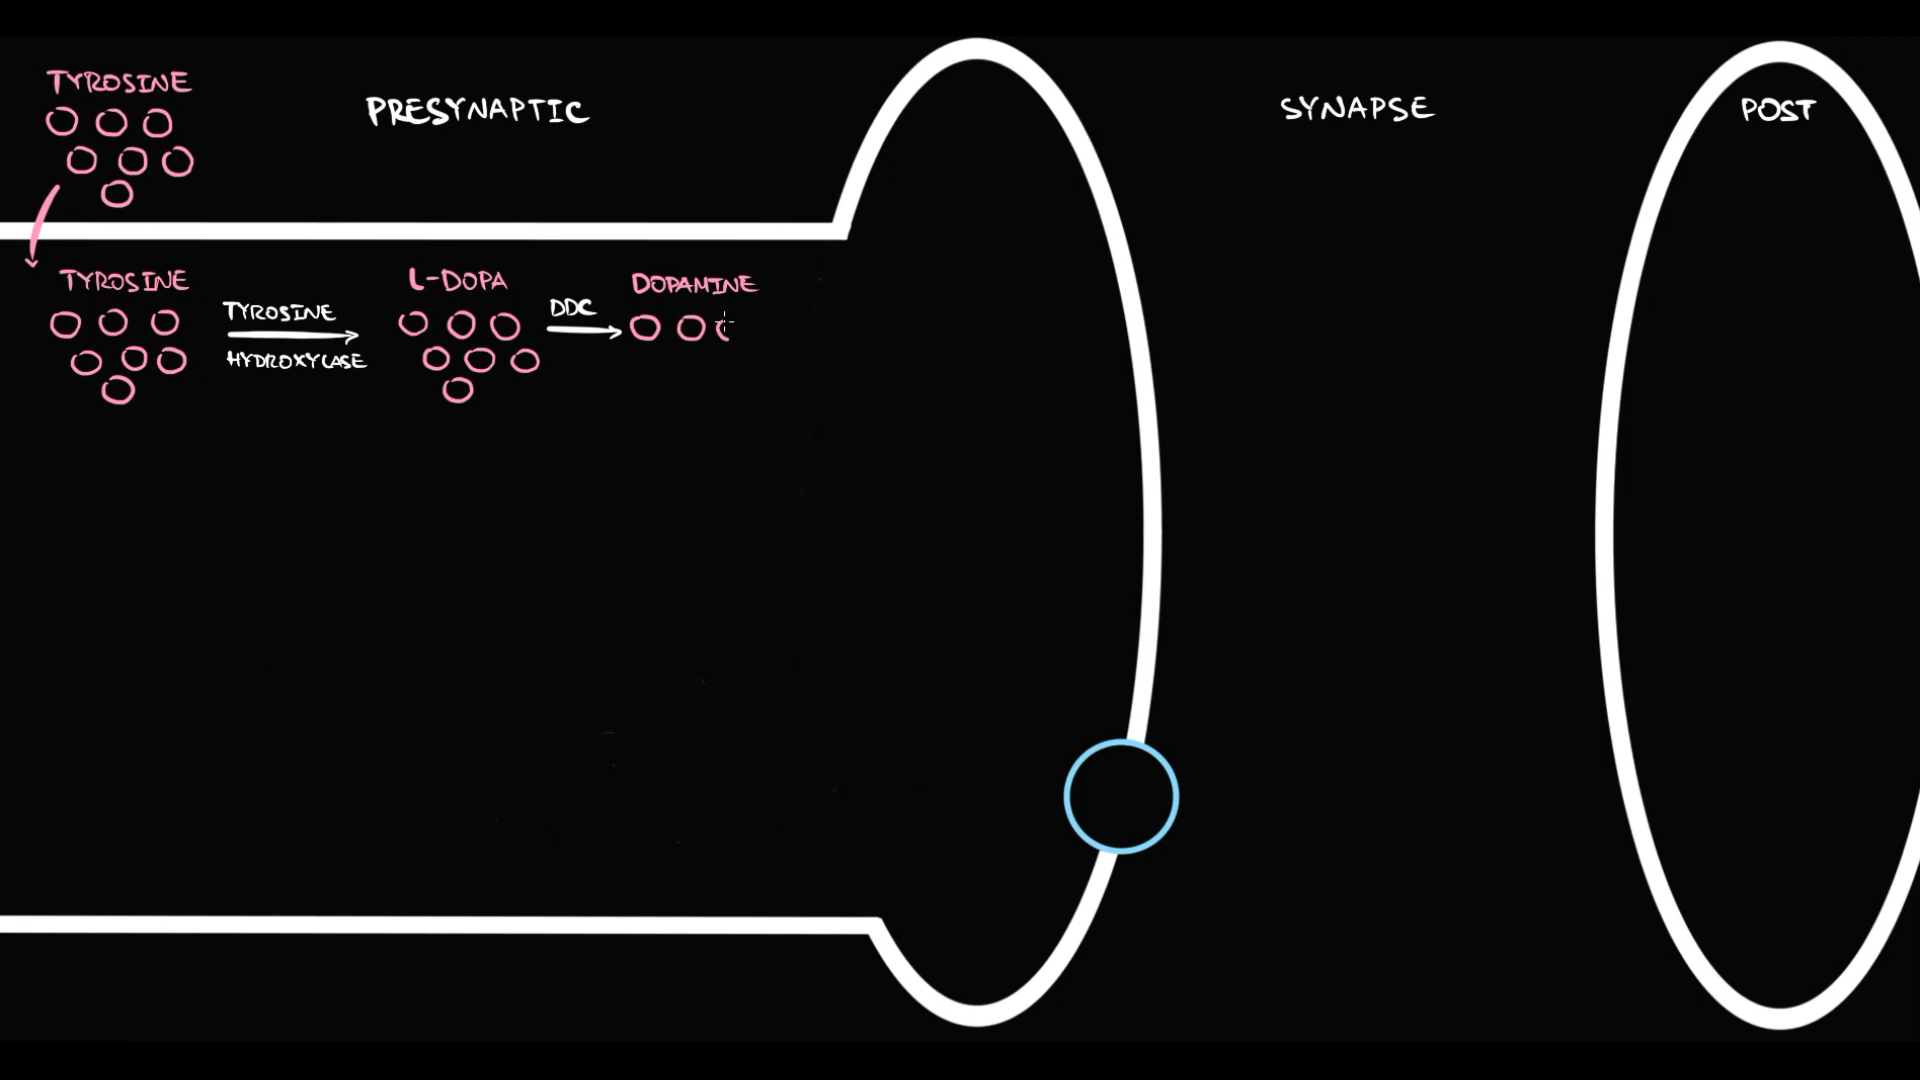 TYROSINE
PRESYNAPTIC
SYNAPSE
POST
TYROSINE
TYROSINE
HYDROXYLASE
L-DOPA
DDC
DOPAMINE